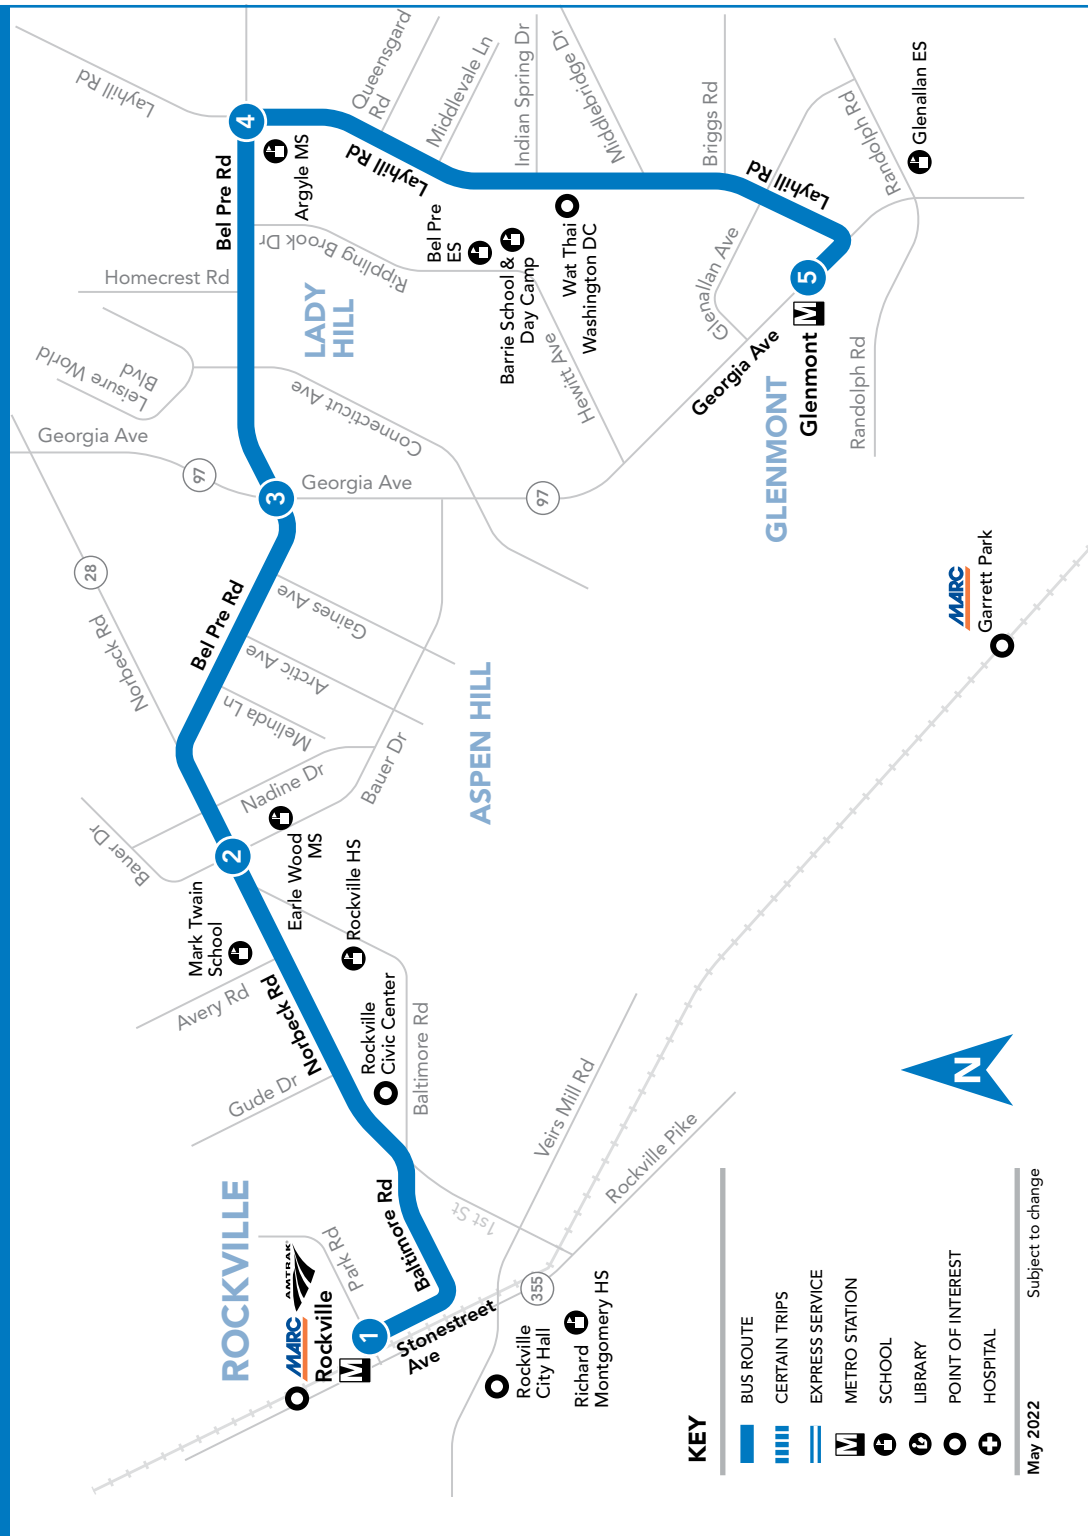 ROCKVILLE
MARC
AMTRAK
Rockville
M
1
Park Rd
Stonestreet
Ave
Baltimore Rd
1st St
355
Rockville
City Hall
Richard
Montgomery HS
Veirs Mill Rd
Rockville Pike
Gude Dr
Avery Rd
Norbeck Rd
Rockville
Civic Center
Baltimore Rd
Rockville HS
Mark Twain
School
2
Earle Wood
MS
Bauer Dr
Nadine Dr
Bauer Dr
Melinda Ln
Arctic Ave
Gaines Ave
ASPEN HILL
Norbeck Rd
28
Bel Pre Rd
3
97
Georgia Ave
Georgia Ave
97
Leisure World
Blvd
Connecticut Ave
Homecrest Rd
LADY
HILL
Bel Pre Rd
4
Argyle MS
Layhill Rd
Rippling Brook Dr
Layhill Rd
Queensgard
Rd
Middlevale Ln
Indian Spring Dr
Middlebridge Dr
Bel Pre
ES
Barrie School &
Day Camp
Wat Thai
Washington DC
Hewitt Ave
Briggs Rd
Layhill Rd
Glenallan Ave
Georgia Ave
5
M
Glenmont
GLENMONT
Randolph Rd
Randolph Rd
Glenallan ES
MARC
Garrett Park
N
KEY
BUS ROUTE
CERTAIN TRIPS
EXPRESS SERVICE
M METRO STATION
SCHOOL
LIBRARY
POINT OF INTEREST
HOSPITAL
May 2022
Subject to change